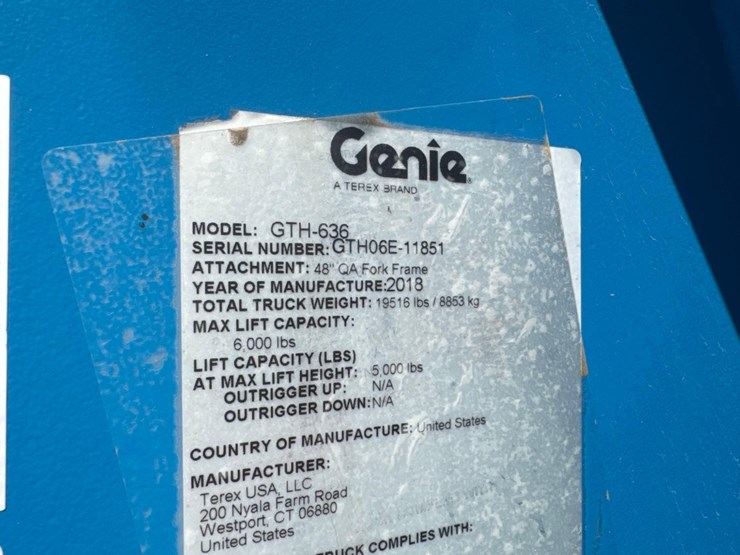 Genie
A TEREX BRAND
MODEL: GTH-636
SERIAL NUMBER: GTH06E-11851
ATTACHMENT: 48" QA Fork Frame
YEAR OF MANUFACTURE:2018
TOTAL TRUCK WEIGHT: 19516 lbs / 8853 kg
MAX LIFT CAPACITY:
6,000 lbs
LIFT CAPACITY (LBS)
AT MAX LIFT HEIGHT: 5,000 lbs
OUTRIGGER UP: N/A
OUTRIGGER DOWN:N/A
COUNTRY OF MANUFACTURE: United States
MANUFACTURER:
Terex USA, LLC
200 Nyala Farm Road
Westport, CT 06880
United States
COMPLIES WITH: